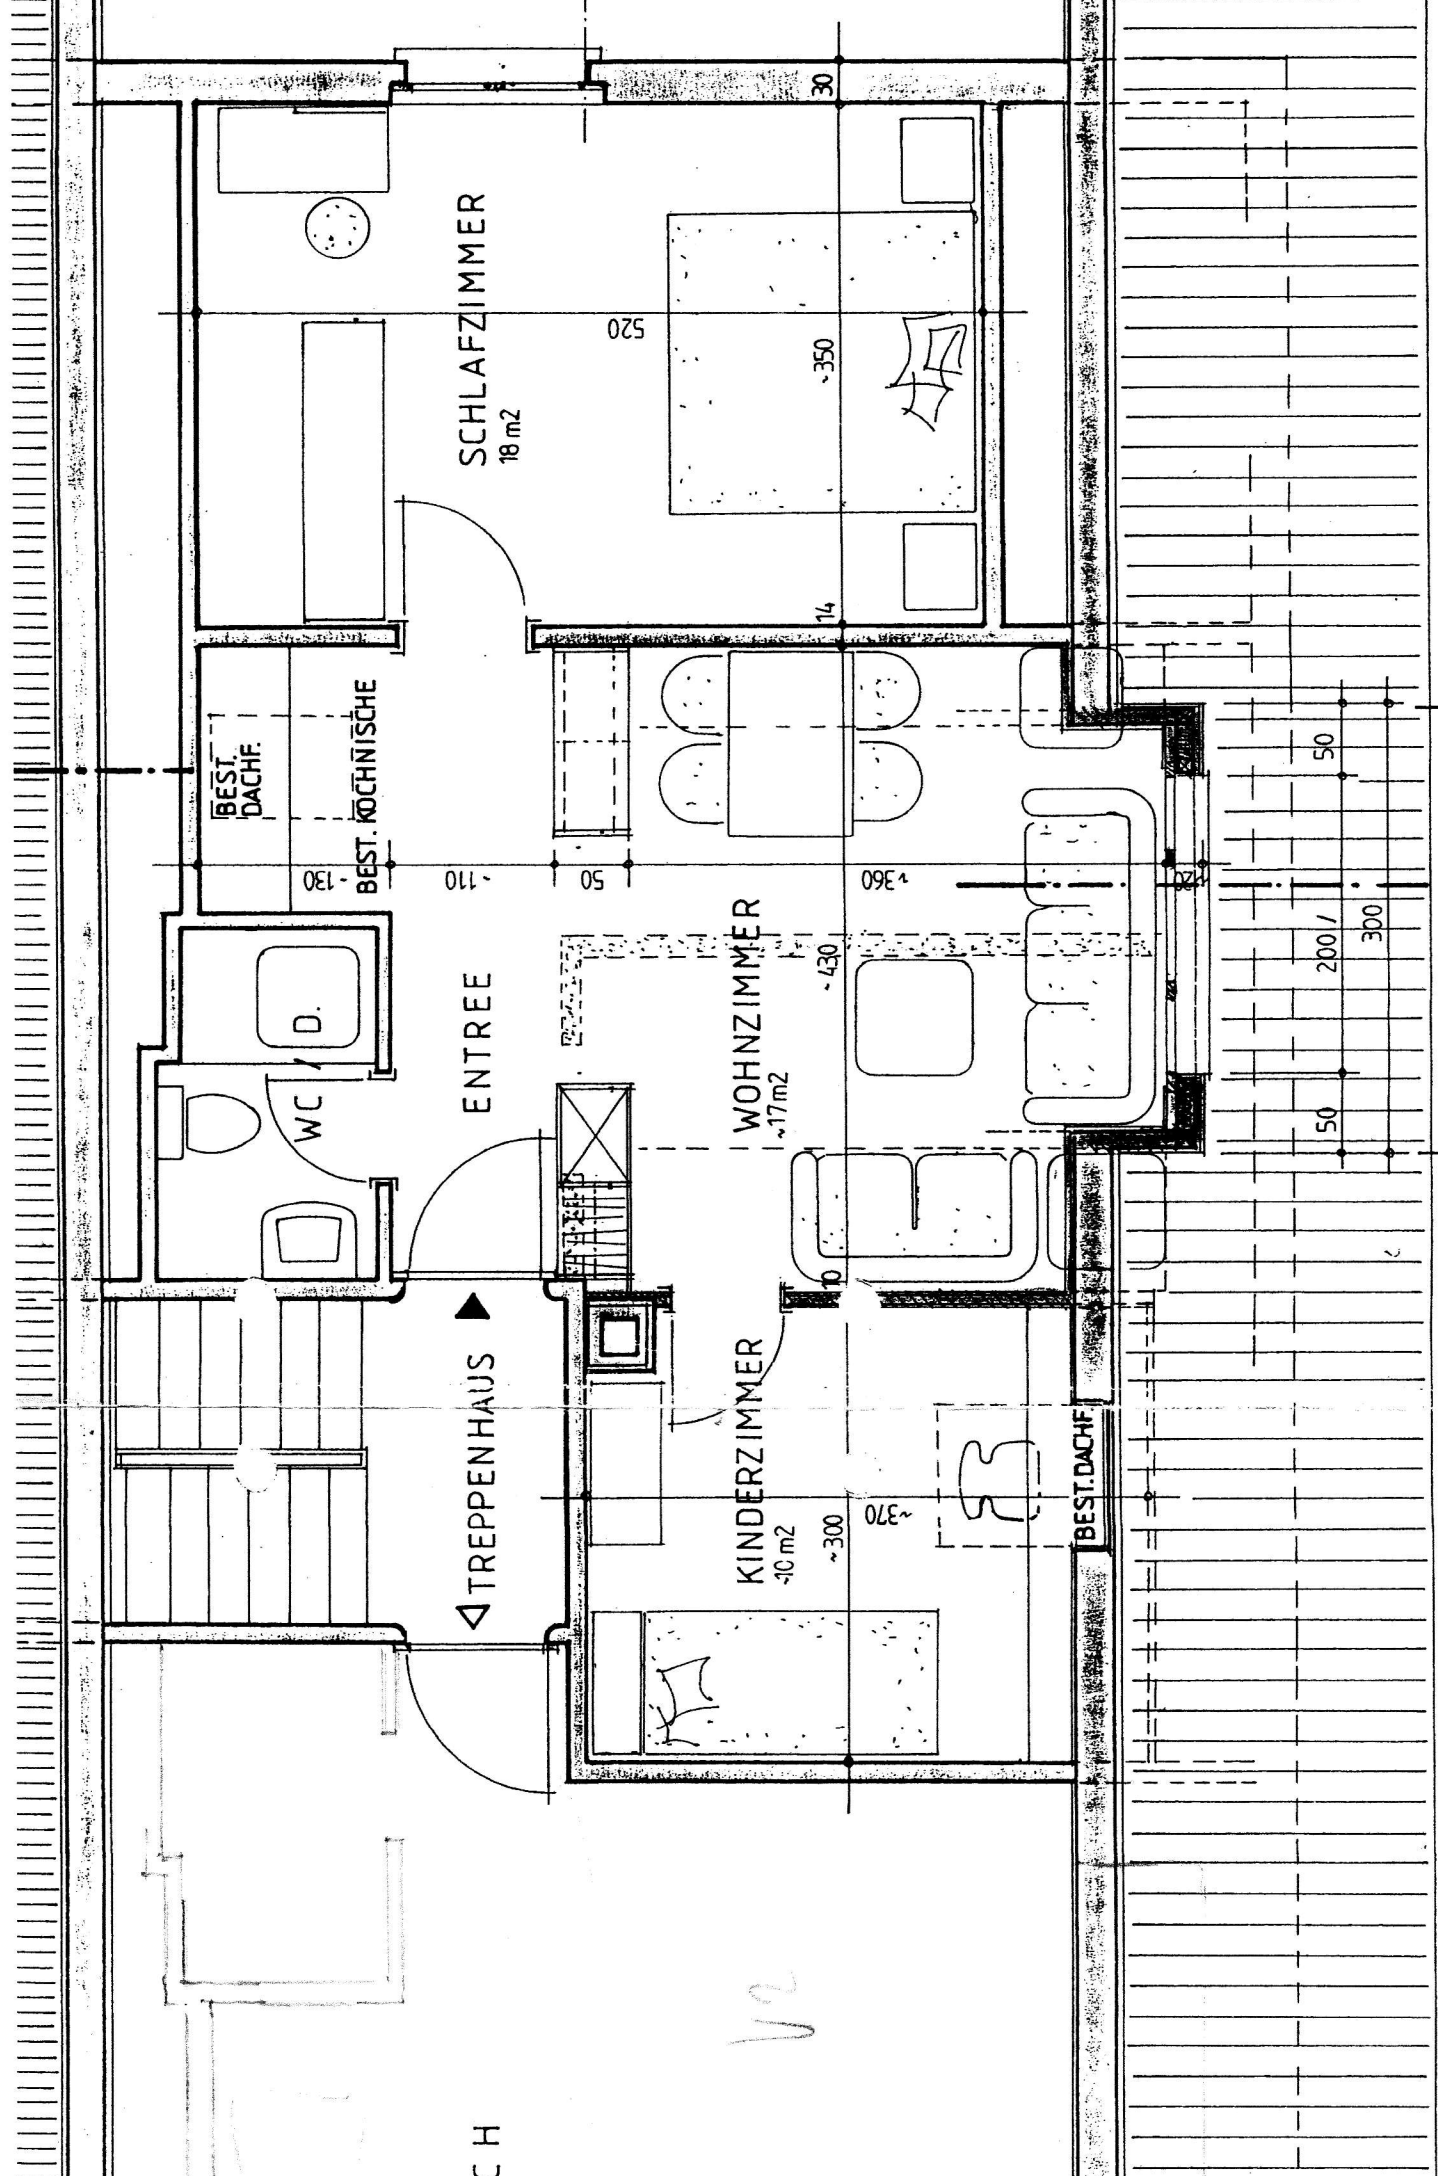 30
SCHLAFZIMMER
18 m2
520
~350
14
BEST.
DACHF.
BEST. KOCHNISCHE
~130
~110
50
~360
20
50
200/
300
50
D.
WC
ENTREE
WOHNZIMMER
~17 m2
~430
10
TREPPENHAUS
KINDERZIMMER
~10 m2
~300
~370
BEST.DACHF.
V2
CH